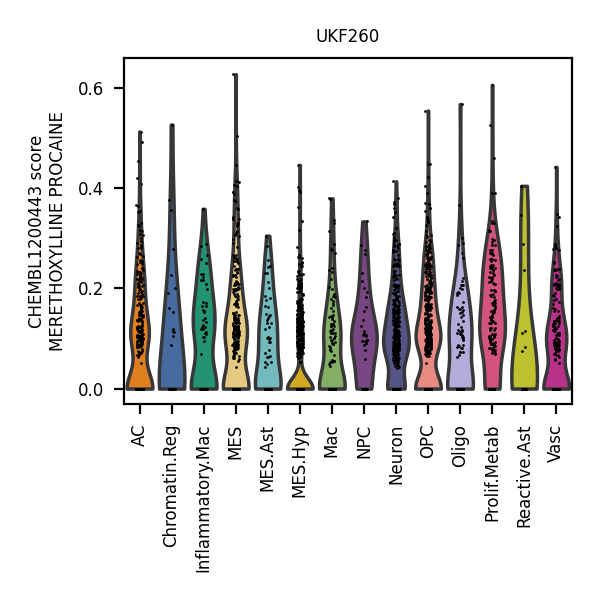 UKF260
CHEMBL1200443 score
MERETHOXYLLINE PROCAINE
0.6
0.4
0.2
0.0
AC
Chromatin.Reg
Inflammatory.Mac
MES
MES.Ast
MES.Hyp
Mac
NPC
Neuron
OPC
Oligo
Prolif.Metab
Reactive.Ast
Vasc